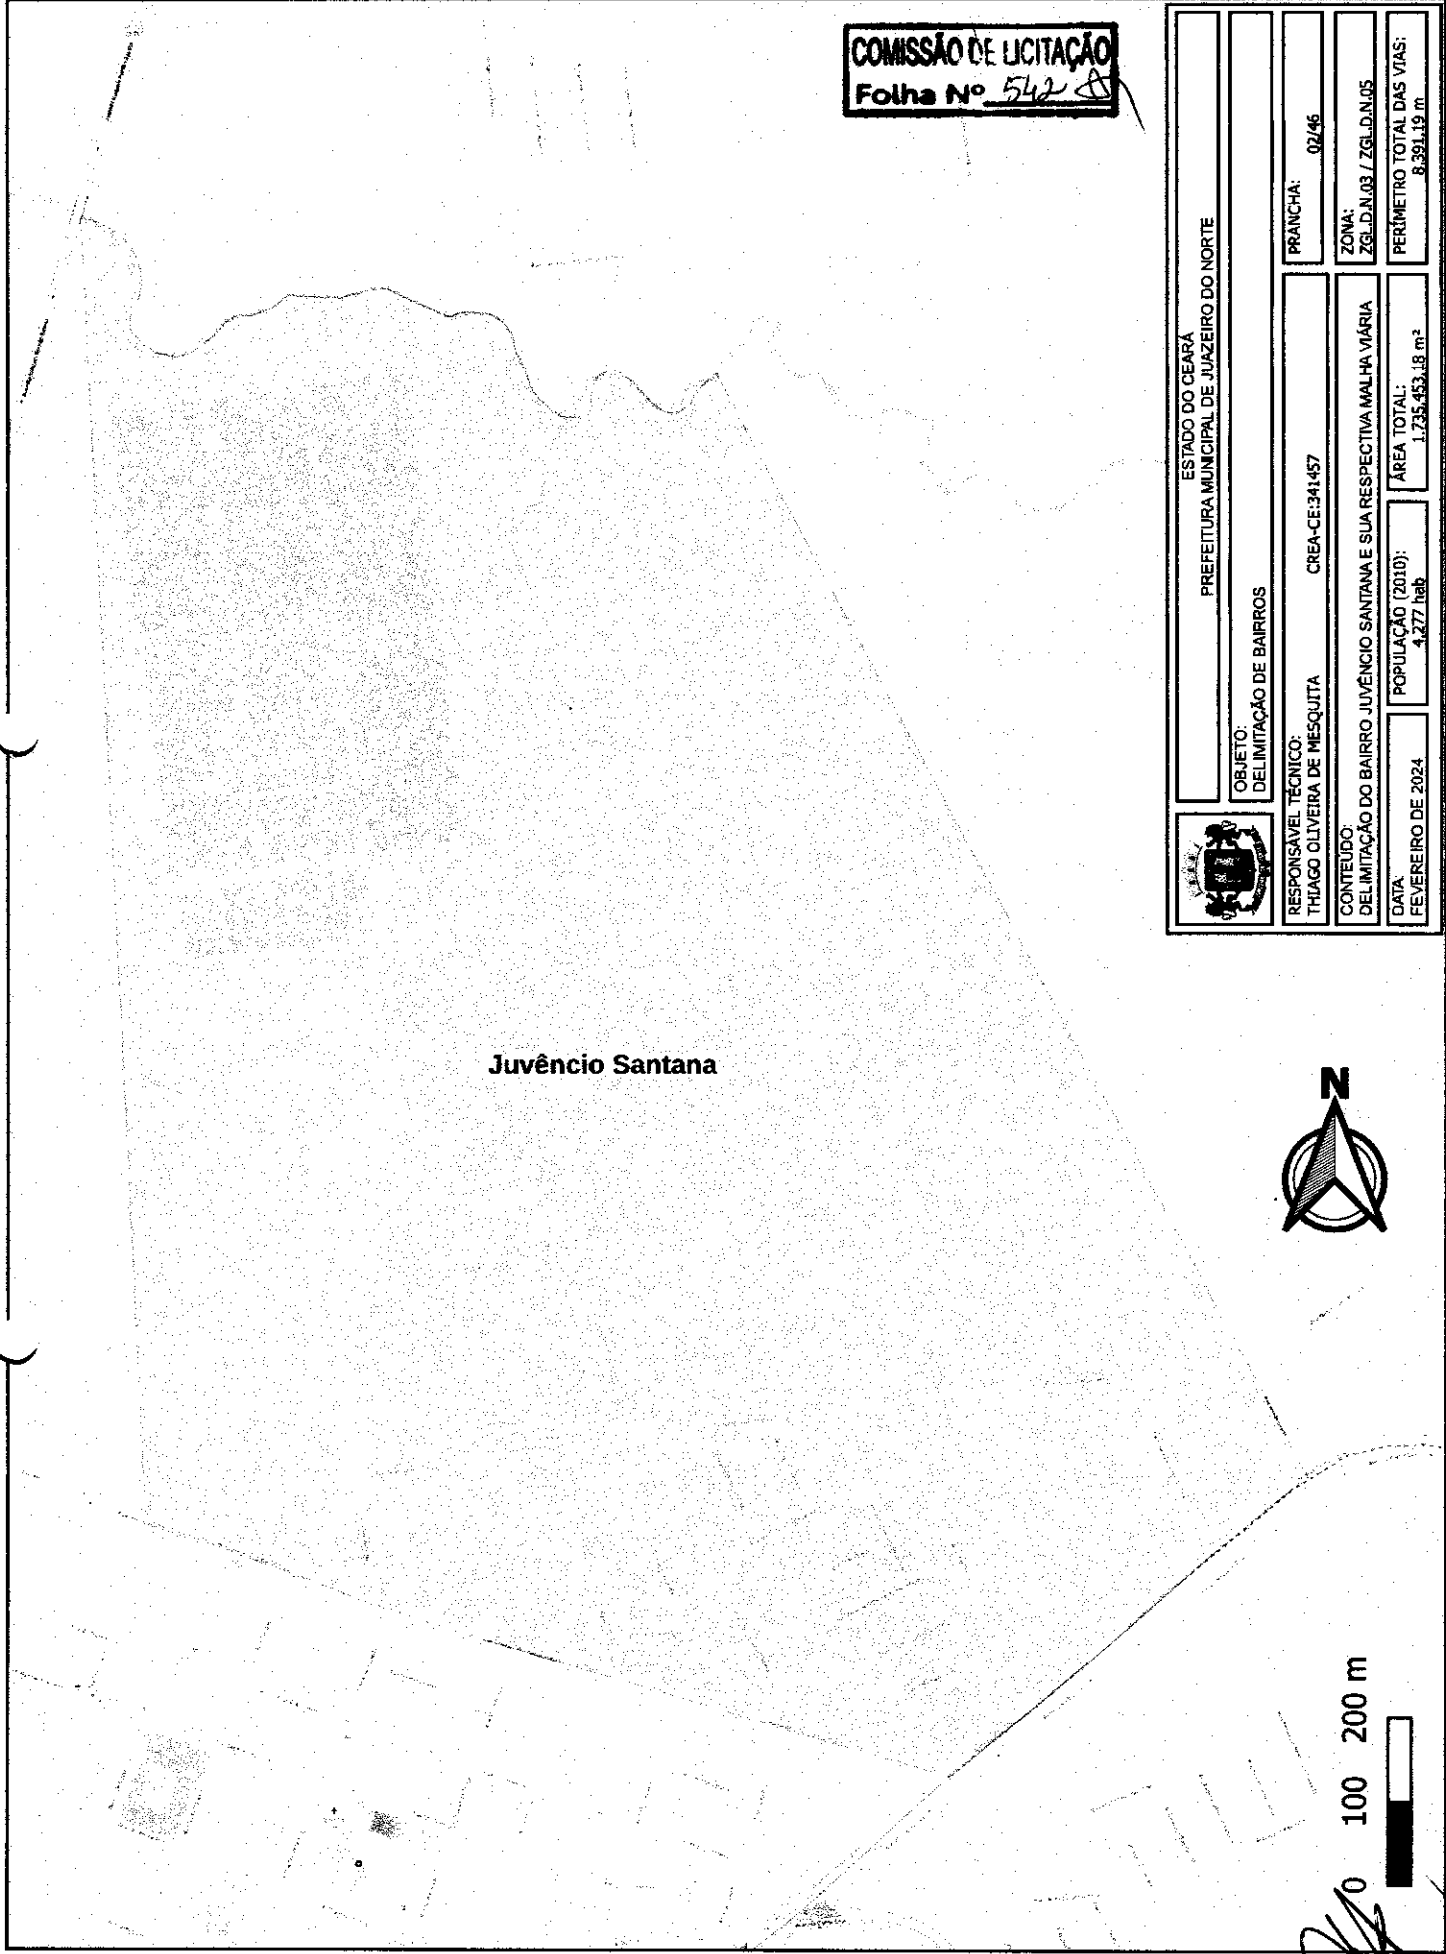 COMISSÃO DE LICITAÇÃO
Folha Nº 542
ESTADO DO CEARÁ
PREFEITURA MUNICIPAL DE JUAZEIRO DO NORTE
OBJETO:
DELIMITAÇÃO DE BAIRROS
RESPONSÁVEL TÉCNICO:
THIAGO OLIVEIRA DE MESQUITA CREA-CE:341457
PRANCHA:
02/46
CONTEÚDO:
DELIMITAÇÃO DO BAIRRO JUVÊNCIO SANTANA E SUA RESPECTIVA MALHA VIÁRIA
ZONA:
ZGL.D.N.03 / ZGL.D.N.05
DATA:
FEVEREIRO DE 2024
POPULAÇÃO (2010):
4.277 hab
ÁREA TOTAL:
1.735.453,18 m²
PERÍMETRO TOTAL DAS VIAS:
8.391,19 m
Juvêncio Santana
N
0 100 200 m